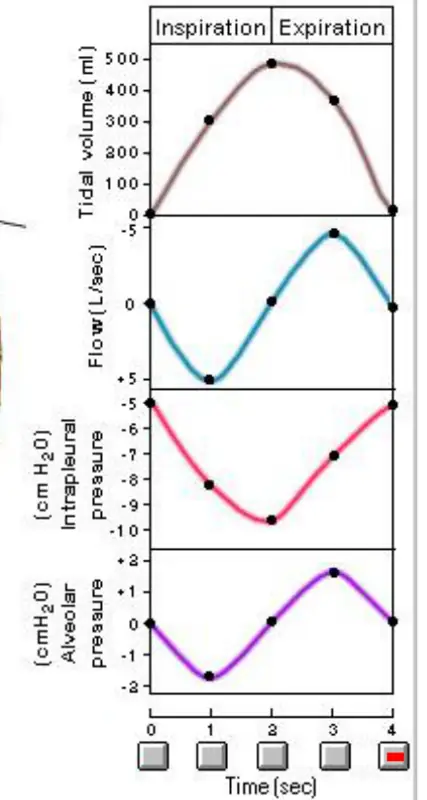 Inspiration Expiration
Tidal volume (ml)
500
400
300
200
100
0
Flow (L/sec)
-5
0
+5
(cm H2O)
Intrapleural
pressure
-5
-6
-7
-8
-9
-10
(cmH2O)
Alveolar
pressure
+2
+1
0
-1
-2
0 1 2 3 4
Time (sec)